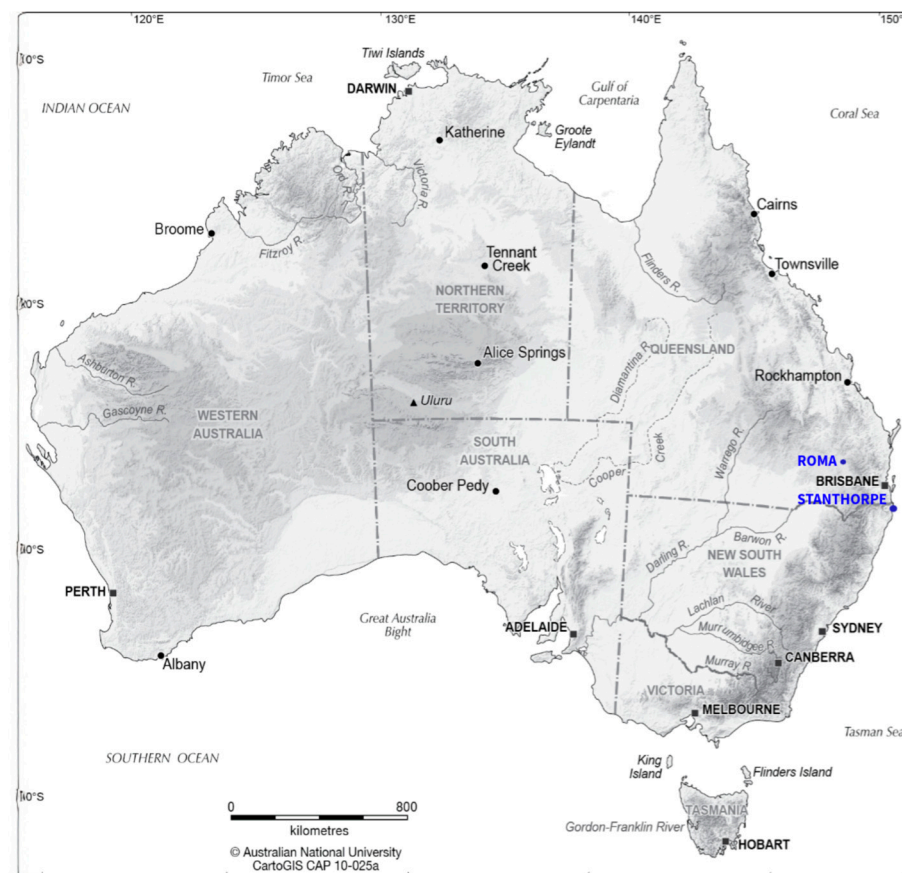 120°E
130°E
140°E
150°
10°S
Tiwi Islands
Timor Sea
DARWIN
Gulf of
Carpentaria
INDIAN OCEAN
Coral Sea
Katherine
Groote
Eylandt
Ord R.
Victoria R.
Cairns
Broome
Fitzroy R.
Tennant
Creek
Flinders R.
Townsville
NORTHERN
TERRITORY
20°S
Diamantina R.
QUEENSLAND
Alice Springs
Ashburton R.
Rockhampton
Uluru
Gascoyne R.
WESTERN
AUSTRALIA
SOUTH
AUSTRALIA
Warrego R.
Creek
Cooper
ROMA
Coober Pedy
BRISBANE
STANTHORPE
30°S
Barwon R.
Darling R.
NEW SOUTH
WALES
PERTH
Lachlan
River
Great Australia
Bight
ADELAIDE
SYDNEY
Murrumbidgee R.
CANBERRA
Albany
Murray R.
VICTORIA
MELBOURNE
Tasman Sea
SOUTHERN OCEAN
King
Island
Flinders Island
40°S
0
800
kilometres
TASMANIA
Gordon-Franklin River
HOBART
© Australian National University
CartoGIS CAP 10-025a